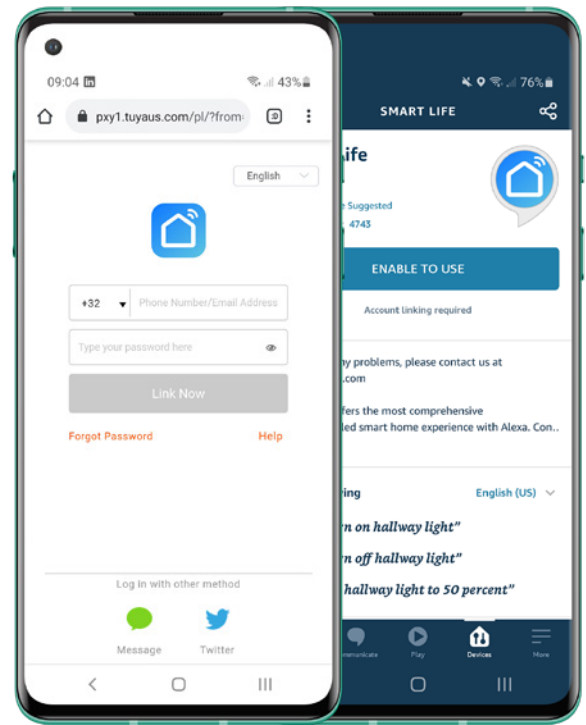 09:04
43%
pxy1.tuyaus.com/pl/?from=
English
+32
Phone Number/Email Address
Type your password here
Link Now
Forgot Password
Help
Log in with other method
Message
Twitter
76%
SMART LIFE
ife
e Suggested
4743
ENABLE TO USE
Account linking required
ny problems, please contact us at
.com
fers the most comprehensive
led smart home experience with Alexa. Con..
ing
English (US)
n on hallway light”
n off hallway light”
hallway light to 50 percent”
mmunicate
Play
Devices
More